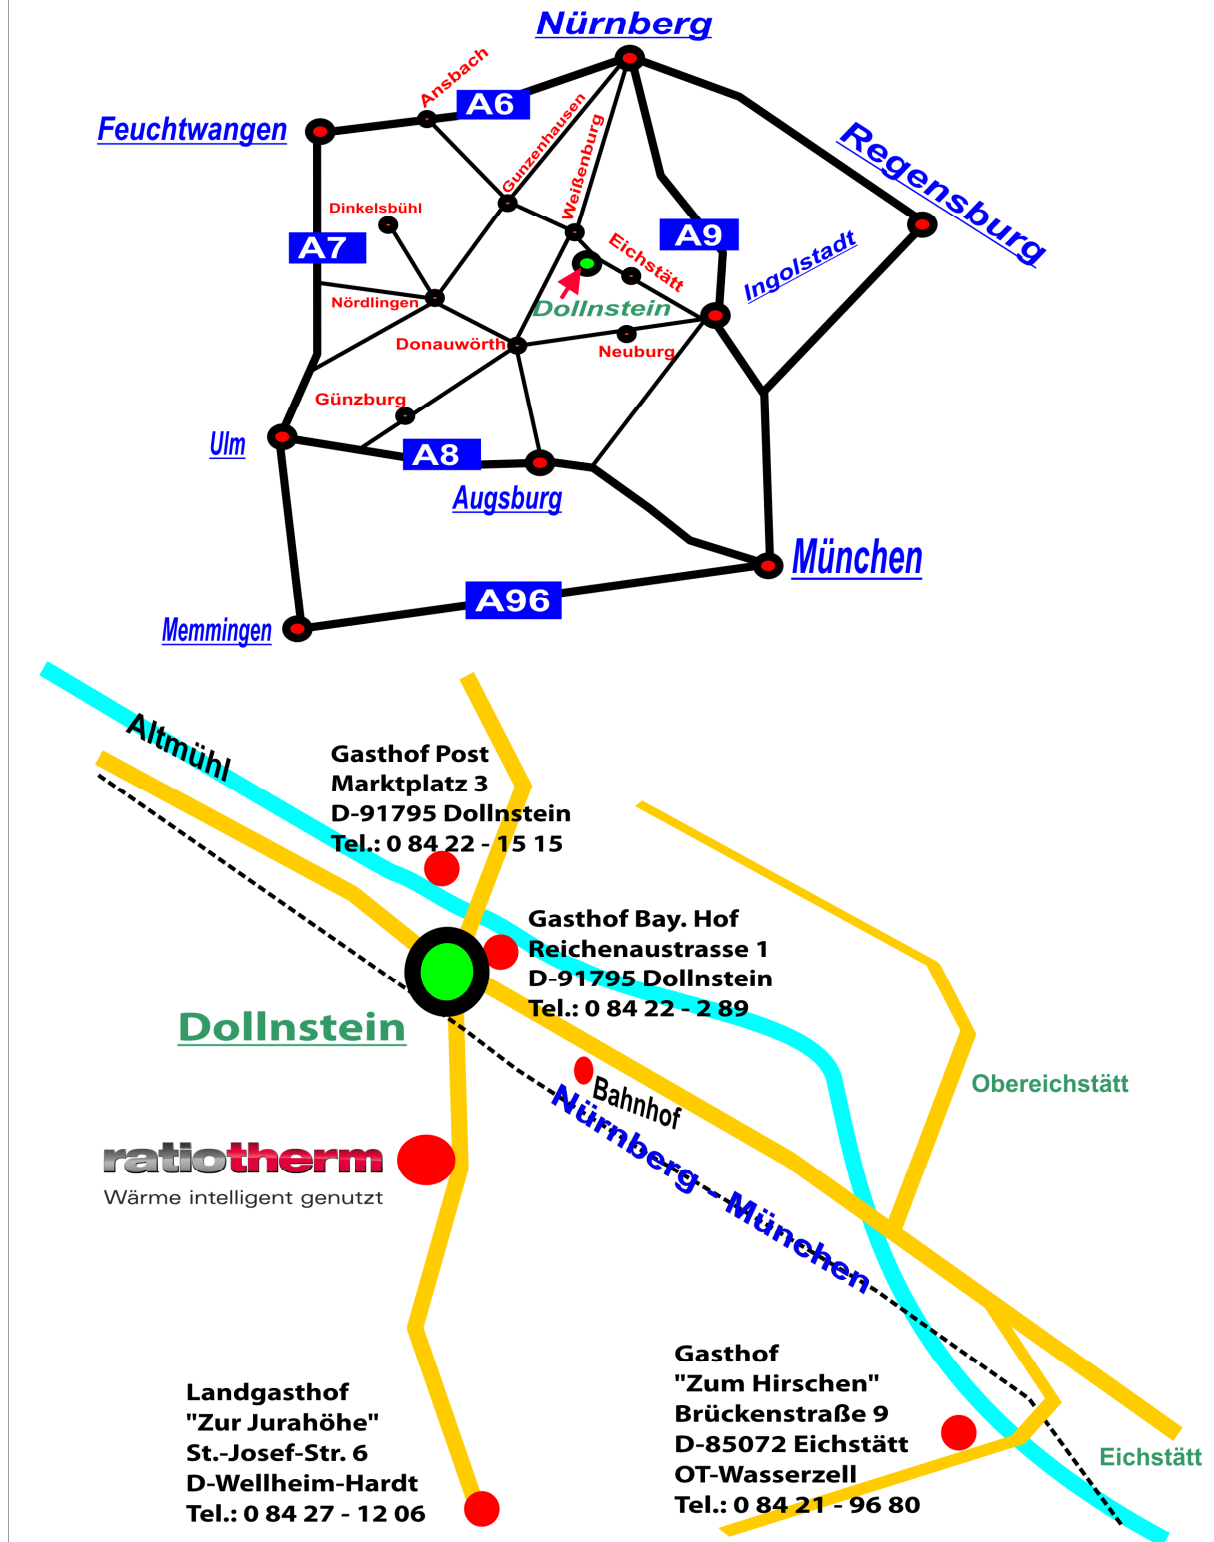 Nürnberg
Ansbach
A6
Feuchtwangen
Gunzenhausen
Weißenburg
Regensburg
Dinkelsbühl
A7
A9
Eichstätt
Ingolstadt
Nördlingen
Dollnstein
Donauwörth
Neuburg
Günzburg
Ulm
A8
Augsburg
München
A96
Memmingen
Altmühl
Gasthof Post
Marktplatz 3
D-91795 Dollnstein
Tel.: 0 84 22 - 15 15
Gasthof Bay. Hof
Reichenaustrasse 1
D-91795 Dollnstein
Tel.: 0 84 22 - 2 89
Dollnstein
Bahnhof
Obereichstätt
Nürnberg - München
ratiotherm
Wärme intelligent genutzt
Gasthof
"Zum Hirschen"
Brückenstraße 9
D-85072 Eichstätt
OT-Wasserzell
Tel.: 0 84 21 - 96 80
Landgasthof
"Zur Jurahöhe"
St.-Josef-Str. 6
D-Wellheim-Hardt
Tel.: 0 84 27 - 12 06
Eichstätt